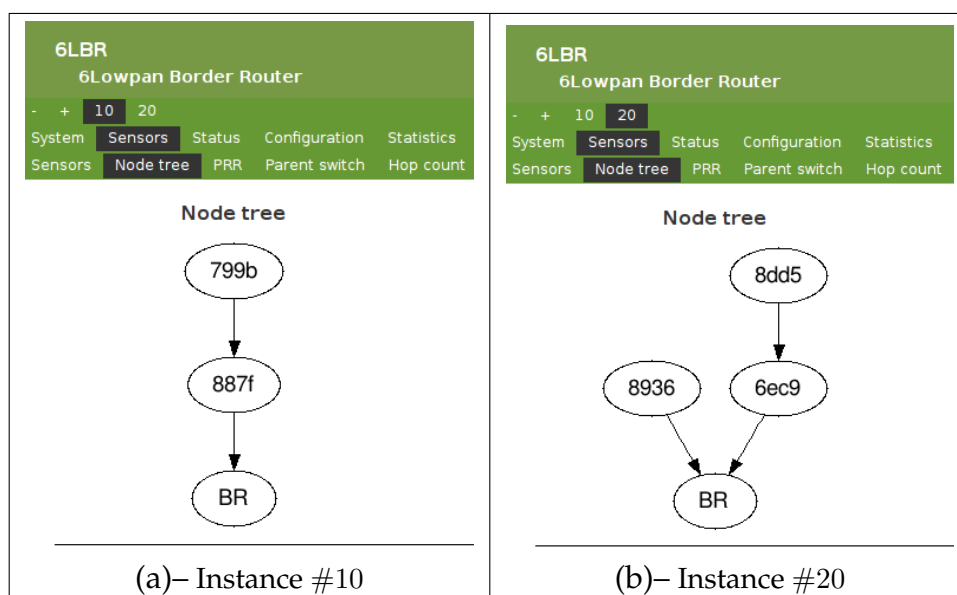 6LBR
6Lowpan Border Router
- + 10 20
System Sensors Status Configuration Statistics
Sensors Node tree PRR Parent switch Hop count
Node tree
799b
887f
BR
(a)– Instance #10
6LBR
6Lowpan Border Router
- + 10 20
System Sensors Status Configuration Statistics
Sensors Node tree PRR Parent switch Hop count
Node tree
8dd5
8936 6ec9
BR
(b)– Instance #20